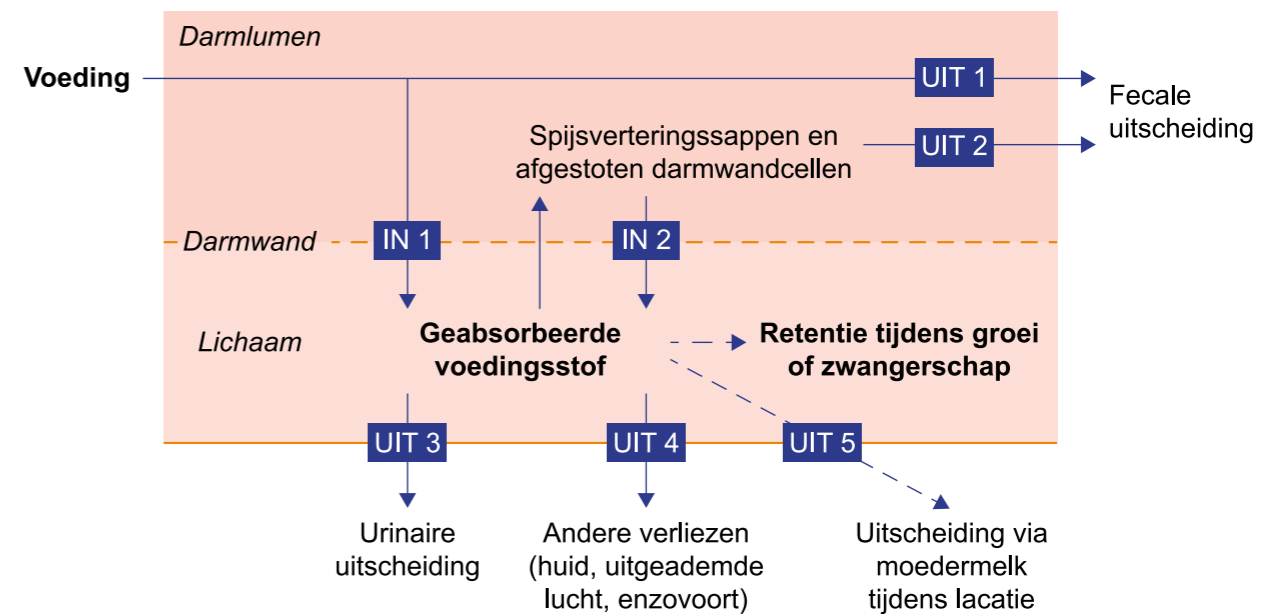 Darmlumen
Voeding
UIT 1
Fecale
uitscheiding
Spijsverteringssappen en
afgestoten darmwandcellen
UIT 2
Darmwand
IN 1
IN 2
Lichaam
Geabsorbeerde
voedingsstof
Retentie tijdens groei
of zwangerschap
UIT 3
UIT 4
UIT 5
Urinaire
uitscheiding
Andere verliezen
(huid, uitgeademde
lucht, enzovoort)
Uitscheiding via
moedermelk
tijdens lacatie